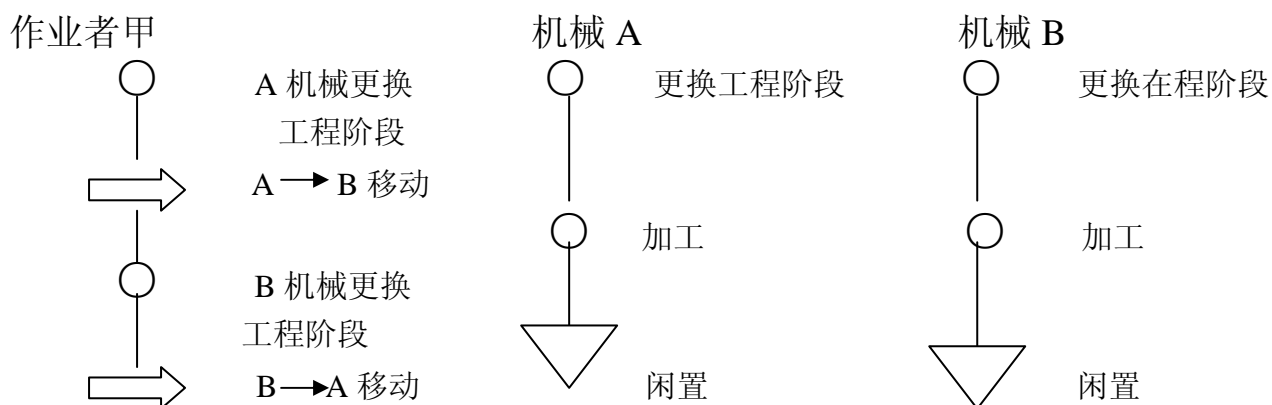 作业者甲
机械 A
机械 B
A 机械更换
工程阶段
更换工程阶段
更换在程阶段
A → B 移动
加工
加工
B 机械更换
工程阶段
B → A 移动
闲置
闲置